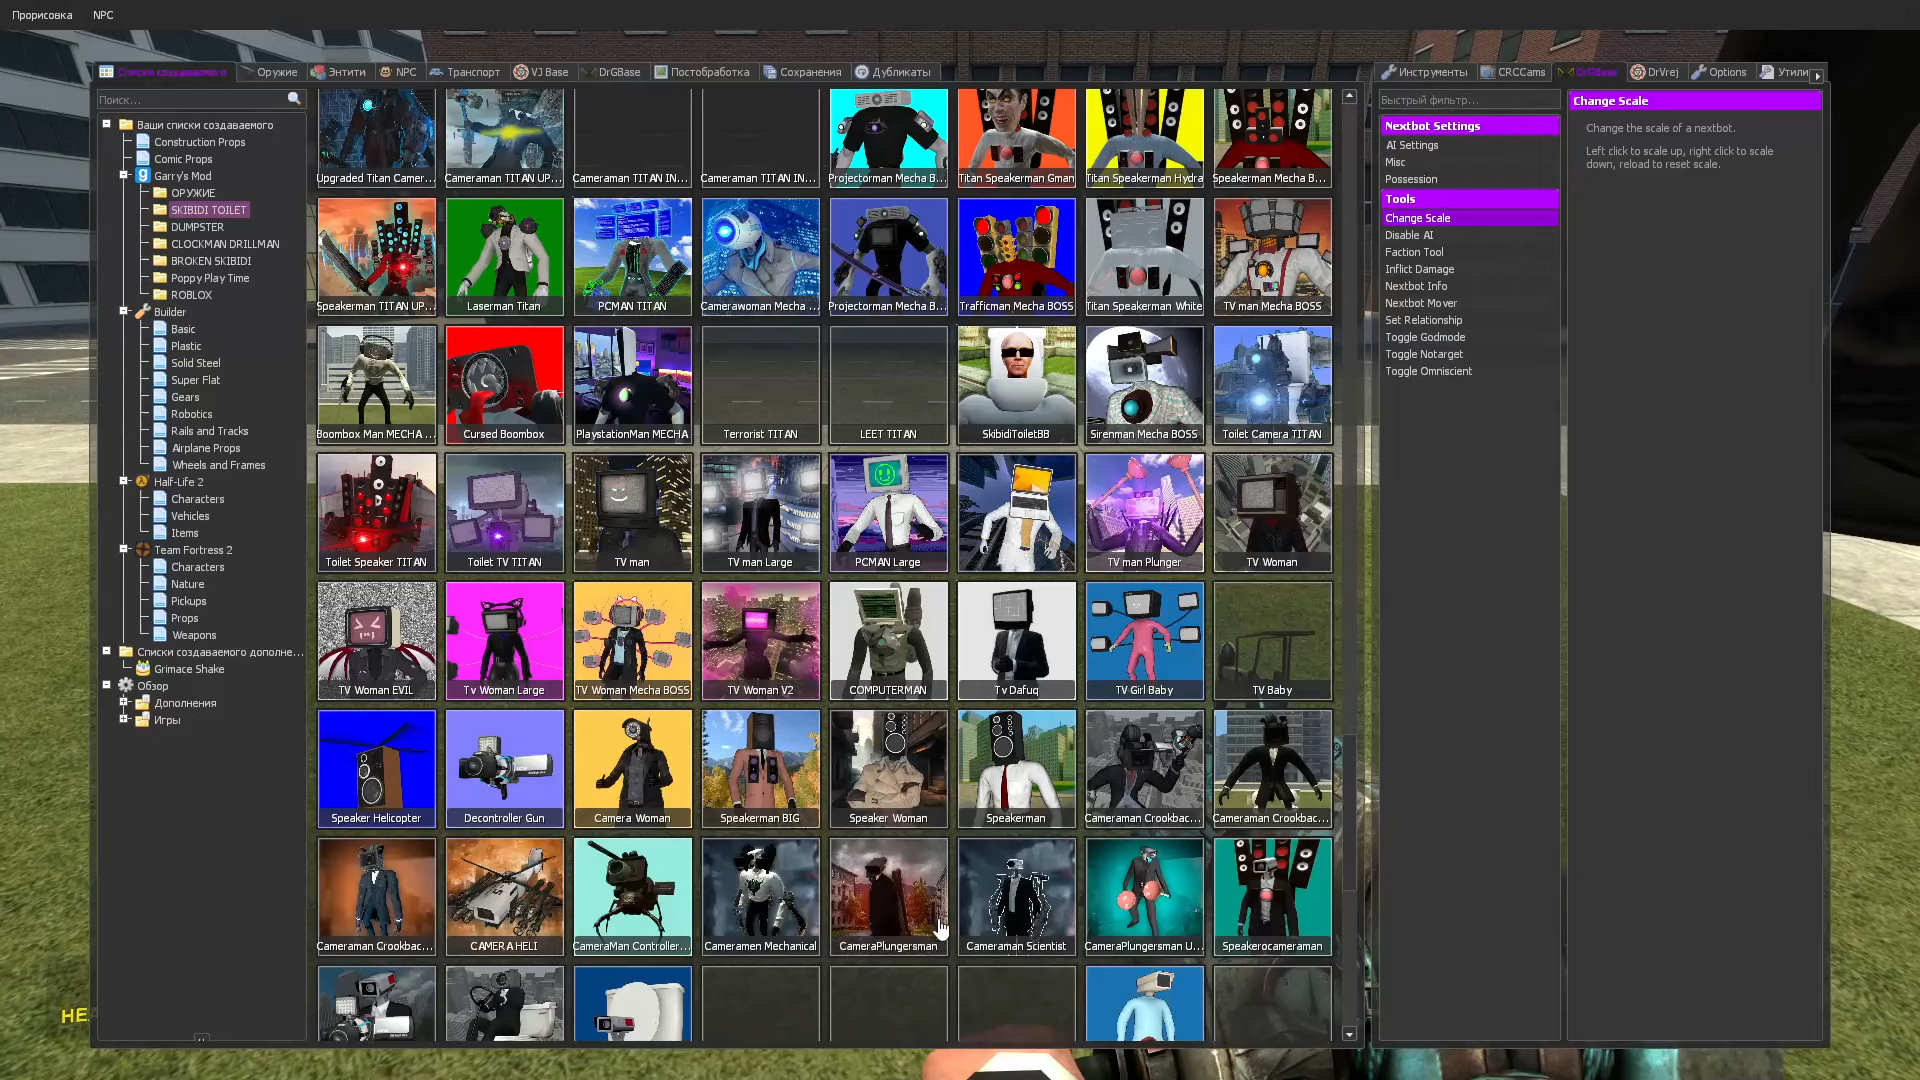 Прорисовка NPC
Списки создаваемого Оружие Энтити NPC Транспорт VJ Base DrGBase Постобработка Сохранения Дубликаты
Инструменты CRCCams DrGBase DrVrej Options Утили
Поиск...
Ваши списки создаваемого
Construction Props
Comic Props
Garry's Mod
ОРУЖИЕ
SKIBIDI TOILET
DUMPSTER
CLOCKMAN DRILLMAN
BROKEN SKIBIDI
Poppy Play Time
ROBLOX
Builder
Basic
Plastic
Solid Steel
Super Flat
Gears
Robotics
Rails and Tracks
Airplane Props
Wheels and Frames
Half-Life 2
Characters
Vehicles
Items
Team Fortress 2
Characters
Nature
Pickups
Props
Weapons
Списки создаваемого дополне...
Grimace Shake
Обзор
Дополнения
Игры
Upgraded Titan Camer... Cameraman TITAN UP... Cameraman TITAN IN... Cameraman TITAN IN... Projectorman Mecha B... Titan Speakerman Gman Titan Speakerman Hydra Speakerman Mecha B...
Speakerman TITAN UP... Laserman Titan PCMAN TITAN Camerawoman Mecha ... Projectorman Mecha B... Trafficman Mecha BOSS Titan Speakerman White TV man Mecha BOSS
Boombox Man MECHA ... Cursed Boombox PlaystationMan MECHA Terrorist TITAN LEET TITAN SkibidiToiletBB Sirenman Mecha BOSS Toilet Camera TITAN
Toilet Speaker TITAN Toilet TV TITAN TV man TV man Large PCMAN Large TV man Plunger TV Woman
TV Woman EVIL Tv Woman Large TV Woman Mecha BOSS TV Woman V2 COMPUTERMAN Tv Dafuq TV Girl Baby TV Baby
Speaker Helicopter Decontroller Gun Camera Woman Speakerman BIG Speaker Woman Speakerman Cameraman Crookbac... Cameraman Crookbac...
Cameraman Crookbac... CAMERA HELI CameraMan Controller... Cameramen Mechanical CameraPlungersman Cameraman Scientist CameraPlungersman U... Speakerocameraman
Быстрый фильтр...
Nextbot Settings
AI Settings
Misc
Possession
Tools
Change Scale
Disable AI
Faction Tool
Inflict Damage
Nextbot Info
Nextbot Mover
Set Relationship
Toggle Godmode
Toggle Notarget
Toggle Omniscient
Change Scale
Change the scale of a nextbot.
Left click to scale up, right click to scale
down, reload to reset scale.
HEA